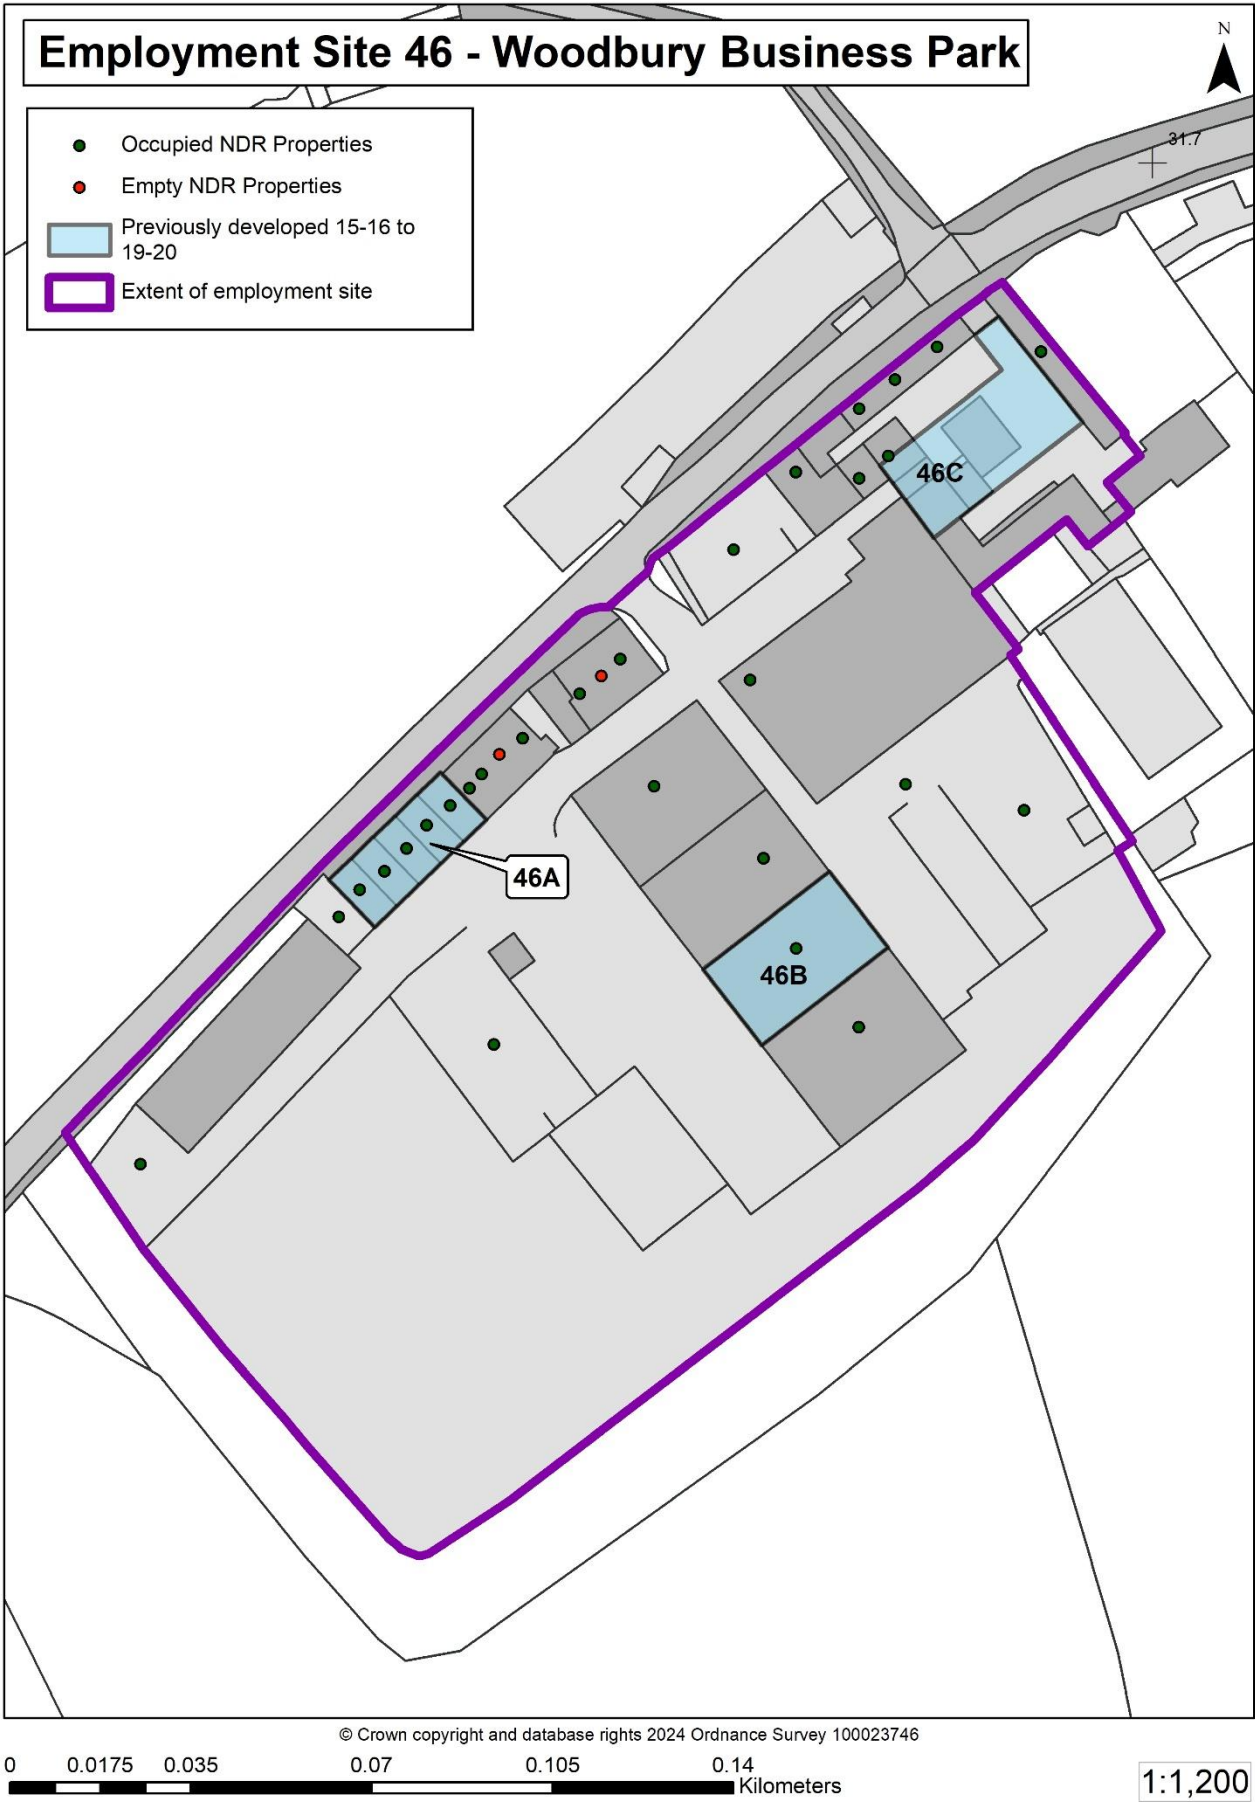 Employment Site 46 - Woodbury Business Park
N
Occupied NDR Properties
Empty NDR Properties
Previously developed 15-16 to
19-20
Extent of employment site
31.7
46C
46A
46B
© Crown copyright and database rights 2024 Ordnance Survey 100023746
0 0.0175 0.035 0.07 0.105 0.14
Kilometers
1:1,200